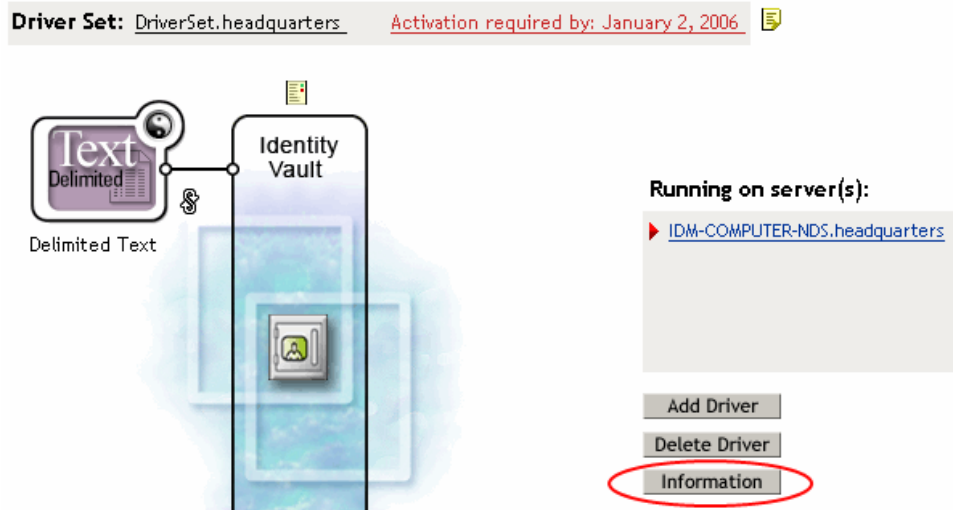 Driver Set: DriverSet.headquarters Activation required by: January 2, 2006
Text
Delimited
Delimited Text
Identity
Vault
Running on server(s):
IDM-COMPUTER-NDS.headquarters
Add Driver
Delete Driver
Information